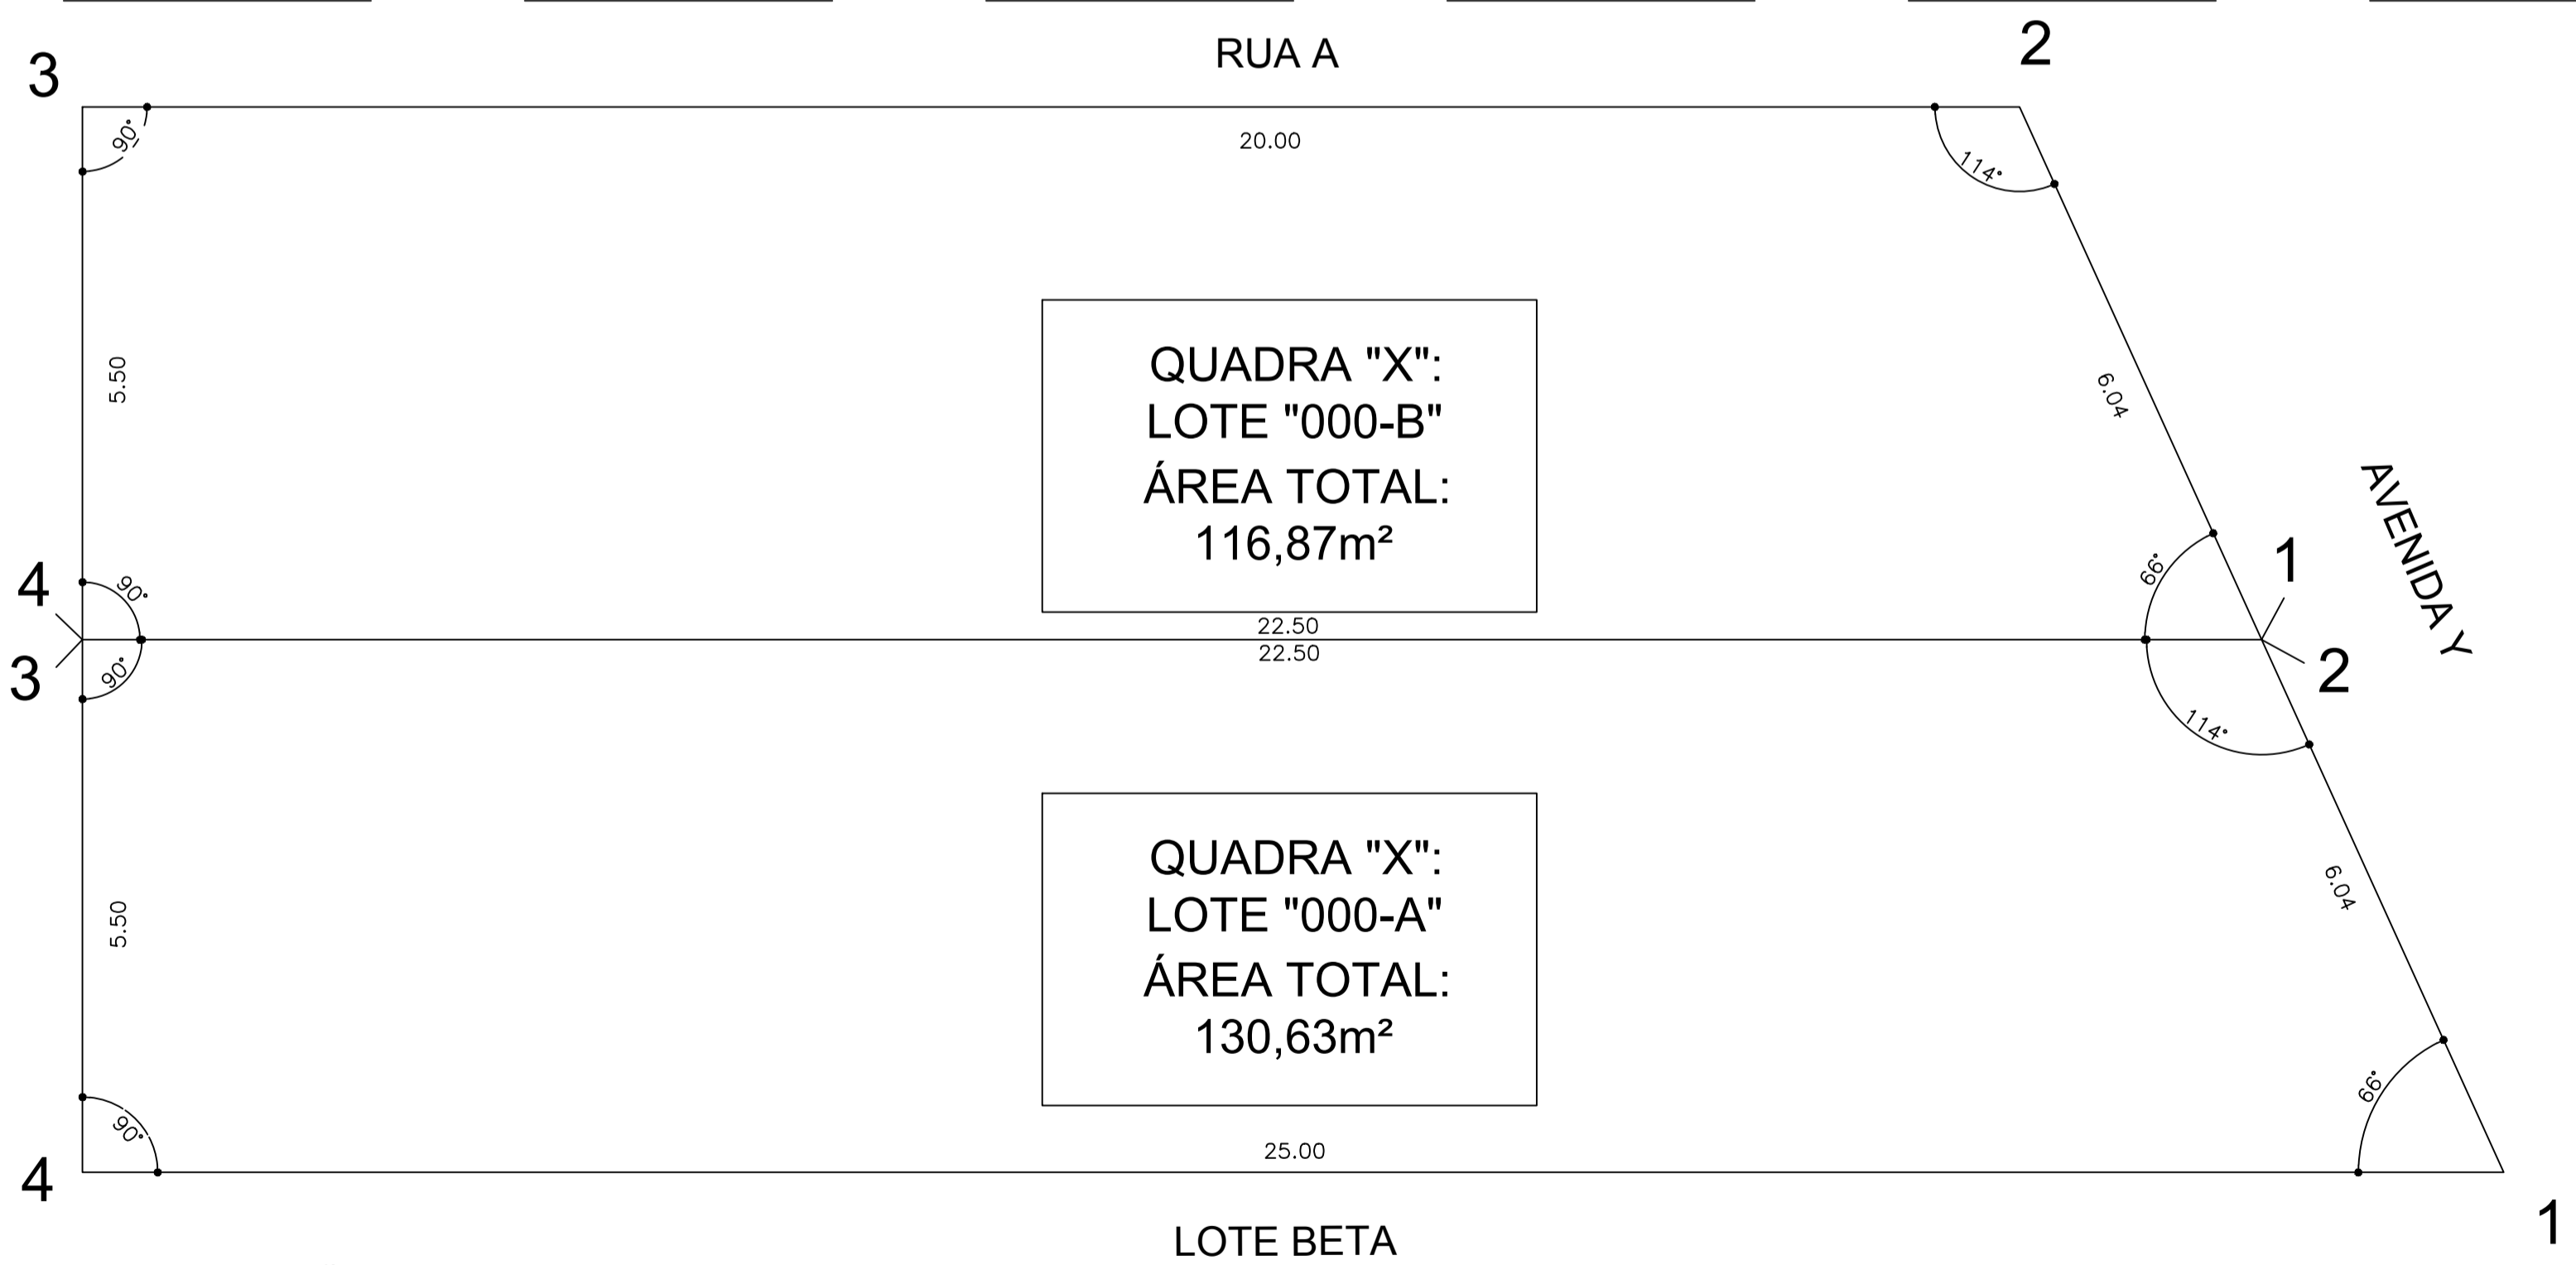 RUA A
3
2
90°
20.00
114°
5.50
QUADRA "X":
LOTE "000-B"
ÁREA TOTAL:
116,87m²
6.04
AVENIDA Y
66°
1
4
90°
22.50
22.50
3
90°
2
114°
5.50
QUADRA "X":
LOTE "000-A"
ÁREA TOTAL:
130,63m²
6.04
66°
90°
25.00
4
1
LOTE BETA